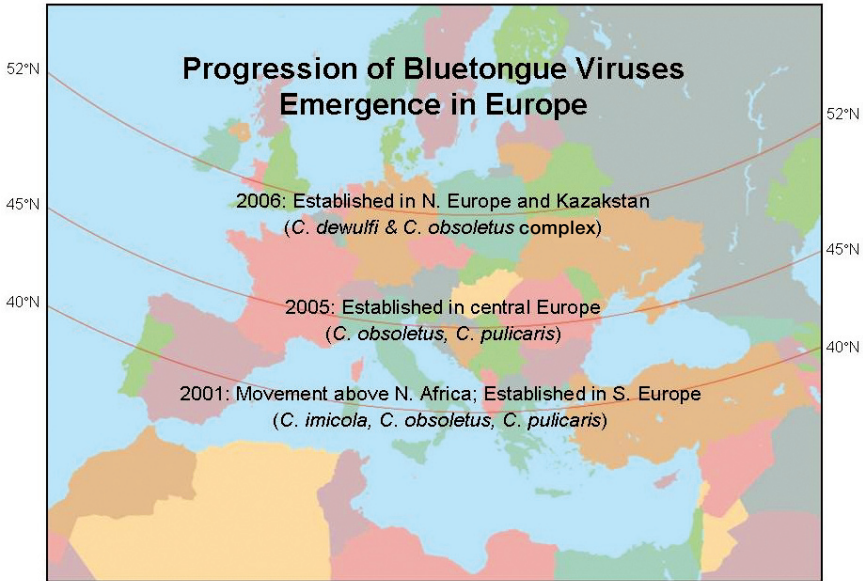 Progression of Bluetongue Viruses
Emergence in Europe
52°N
52°N
2006: Established in N. Europe and Kazakstan
(C. dewulfi & C. obsoletus complex)
45°N
45°N
2005: Established in central Europe
(C. obsoletus, C. pulicaris)
40°N
40°N
2001: Movement above N. Africa; Established in S. Europe
(C. imicola, C. obsoletus, C. pulicaris)